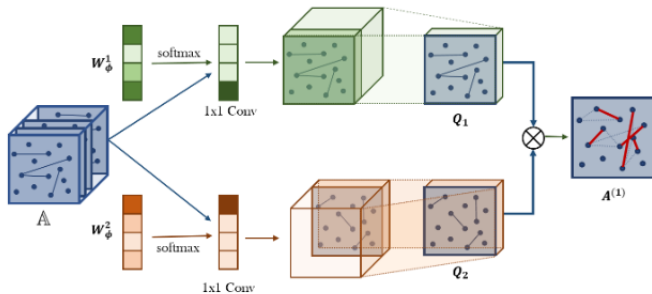 W_ϕ^1
softmax
1x1 Conv
Q_1
𝔸
A^(1)
W_ϕ^2
softmax
1x1 Conv
Q_2